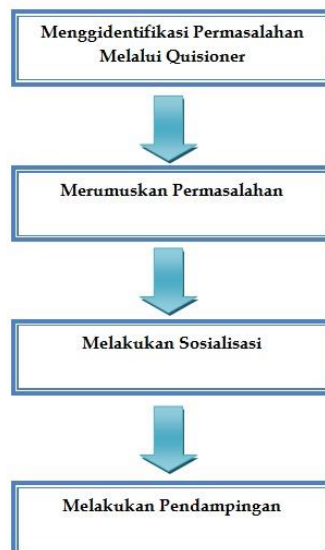 Menggidentifikasi Permasalahan
Melalui Quisioner
Merumuskan Permasalahan
Melakukan Sosialisasi
Melakukan Pendampingan